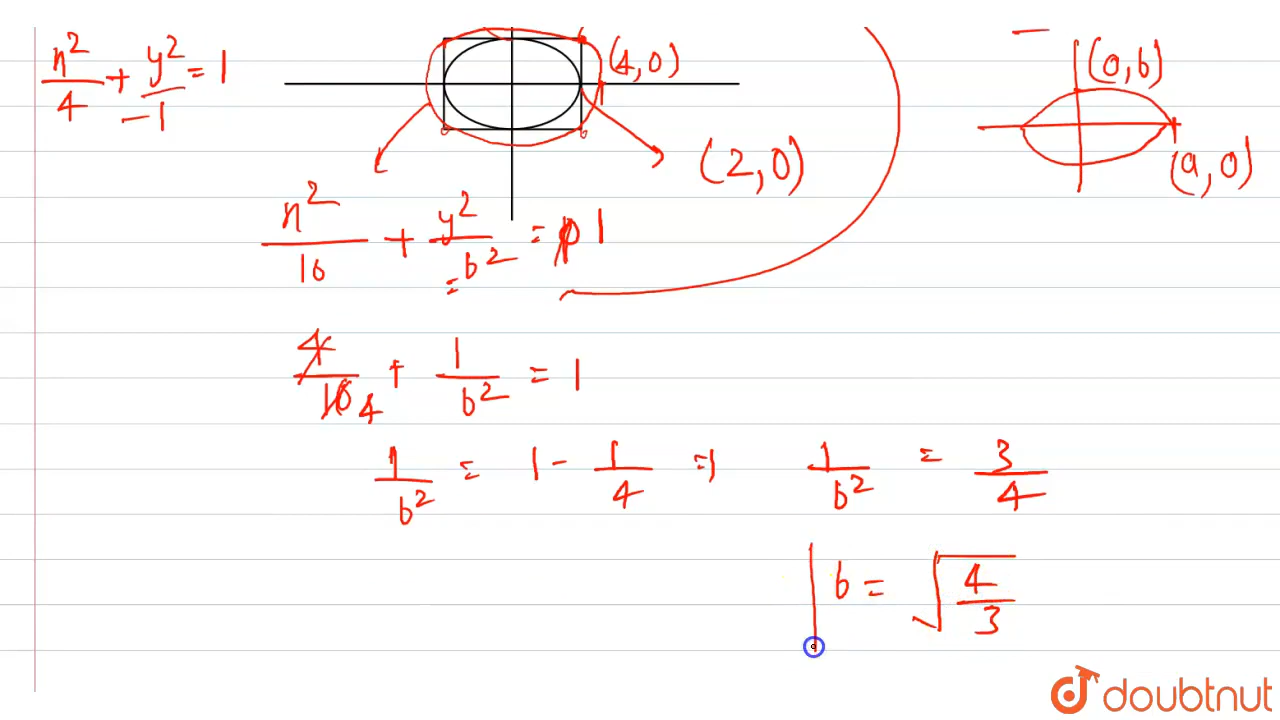 x²/4 + y²/1 = 1
(4,0)
(0,b)
(2,0)
(a,0)
x²/16 + y²/b² = 1
4/16 4 + 1/b² = 1
1/b² = 1 - 1/4 ⇒ 1/b² = 3/4
b = √(4/3)
doubtnut